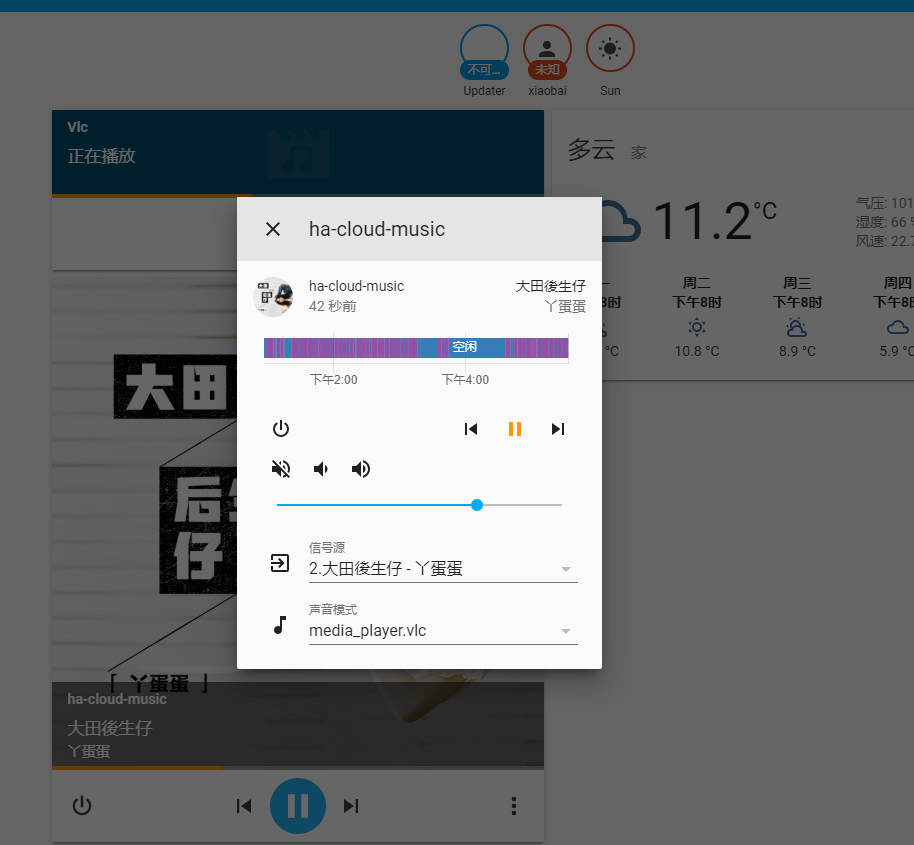 不可...
未知
Updater
xiaobai
Sun
Vlc
正在播放
多云 家
11.2 °C
气压: 101
湿度: 66 %
风速: 22.7
周二
周三
周四
下午8时
下午8时
下午8
10.8 °C
8.9 °C
5.9 °C
ha-cloud-music
ha-cloud-music
大田後生仔
42 秒前
丫蛋蛋
空闲
下午2:00
下午4:00
信号源
2.大田後生仔 - 丫蛋蛋
声音模式
media_player.vlc
大田
后生
仔
「 丫蛋蛋 」
ha-cloud-music
大田後生仔
丫蛋蛋